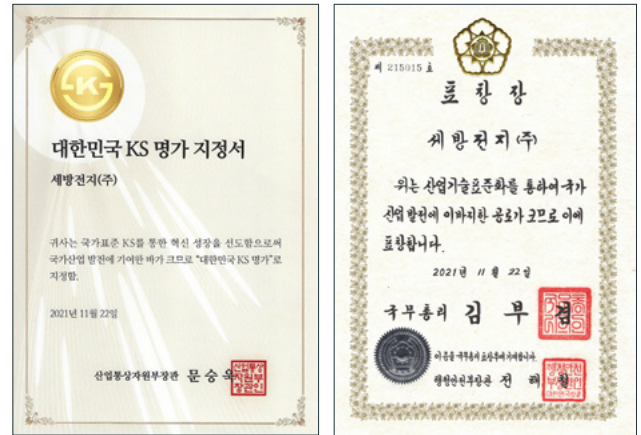 대한민국 KS 명가 지정서
세방전지(주)
귀사는 국가표준 KS를 통한 혁신 성장을 선도함으로써
국가산업 발전에 기여한 바가 크므로 “대한민국 KS 명가”로
지정함.
2021년 11월 22일
산업통상자원부장관 문승욱
제 215015 호
표창장
세방전지(주)
위는 산업기술표준화를 통하여 국가
산업발전에 이바지한 공로가 크므로 이에
표창합니다.
2021년 11월 22일
국무총리 김부겸
이 증을 국무총리 표창부에 기재합니다.
행정안전부장관 전해철